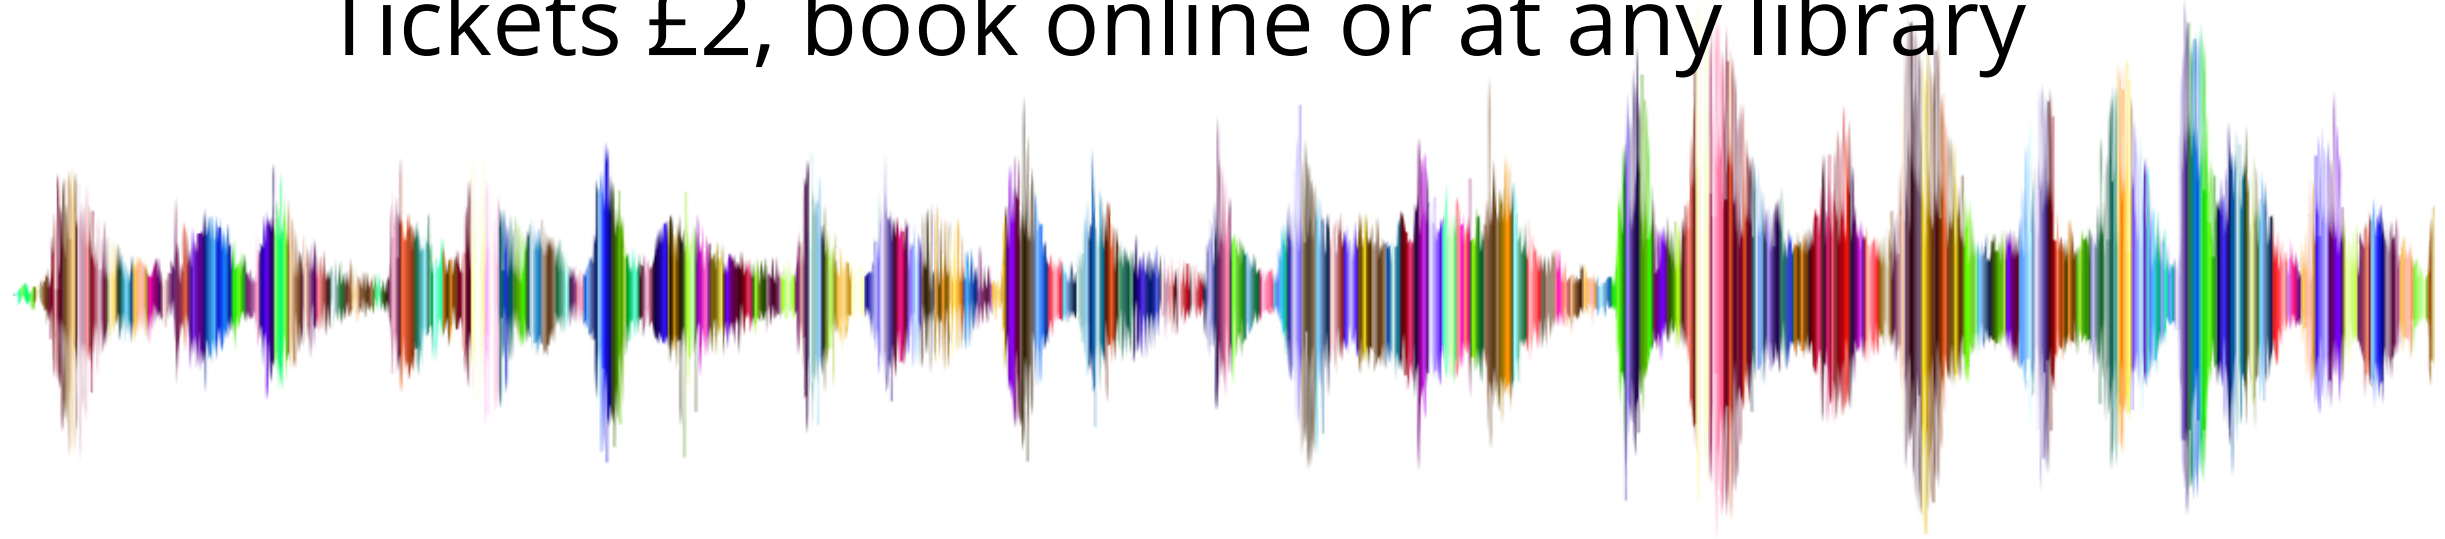 Tickets £2, book online or at any library